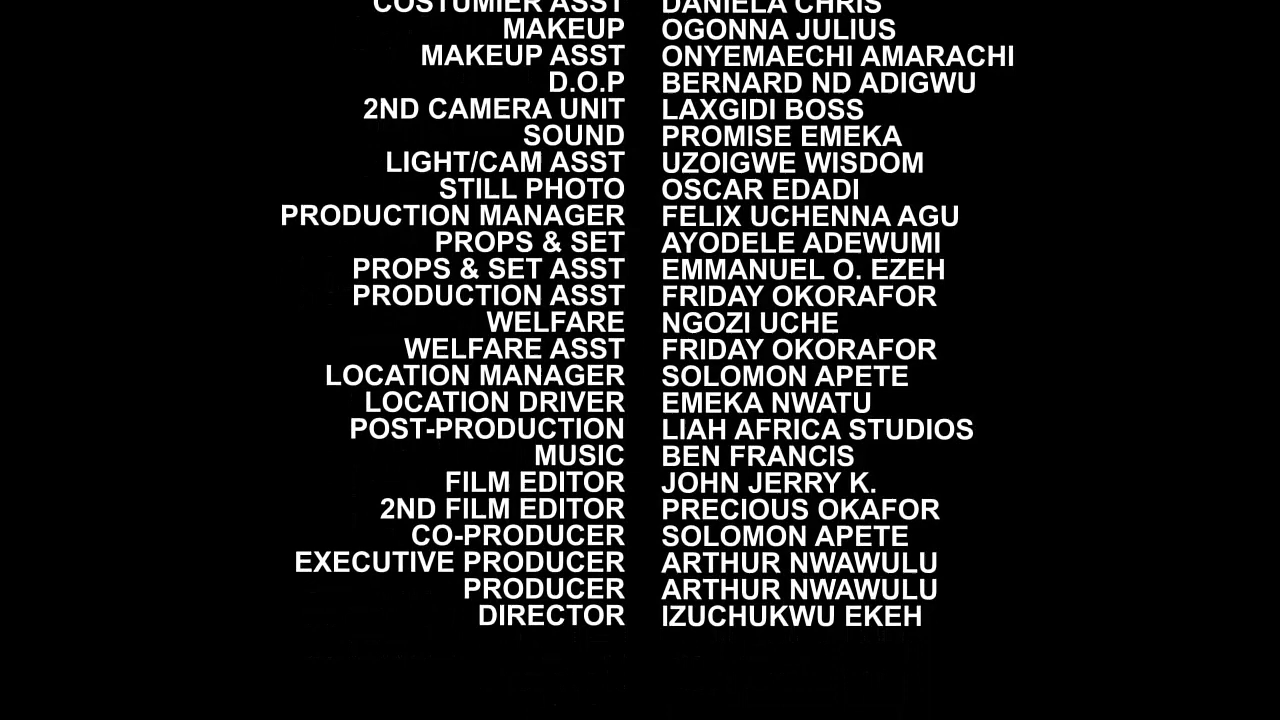 COSTUMIER ASST DANIELA CHRIS
MAKEUP OGONNA JULIUS
MAKEUP ASST ONYEMAECHI AMARACHI
D.O.P BERNARD ND ADIGWU
2ND CAMERA UNIT LAXGIDI BOSS
SOUND PROMISE EMEKA
LIGHT/CAM ASST UZOIGWE WISDOM
STILL PHOTO OSCAR EDADI
PRODUCTION MANAGER FELIX UCHENNA AGU
PROPS & SET AYODELE ADEWUMI
PROPS & SET ASST EMMANUEL O. EZEH
PRODUCTION ASST FRIDAY OKORAFOR
WELFARE NGOZI UCHE
WELFARE ASST FRIDAY OKORAFOR
LOCATION MANAGER SOLOMON APETE
LOCATION DRIVER EMEKA NWATU
POST-PRODUCTION LIAH AFRICA STUDIOS
MUSIC BEN FRANCIS
FILM EDITOR JOHN JERRY K.
2ND FILM EDITOR PRECIOUS OKAFOR
CO-PRODUCER SOLOMON APETE
EXECUTIVE PRODUCER ARTHUR NWAWULU
PRODUCER ARTHUR NWAWULU
DIRECTOR IZUCHUKWU EKEH